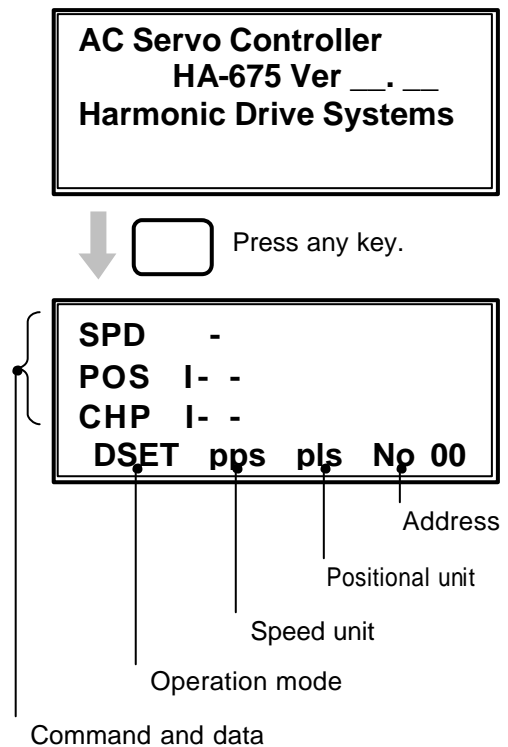 AC Servo Controller
HA-675 Ver __. __
Harmonic Drive Systems
Press any key.
SPD -
POS I- -
CHP I- -
DSET pps pls No 00
Address
Positional unit
Speed unit
Operation mode
Command and data